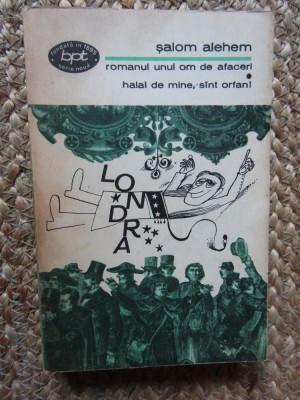 fondată în 1895
bpt
serie nouă
șalom alehem
romanul unui om de afaceri
•
halal de mine, sînt orfan!
LONDRA